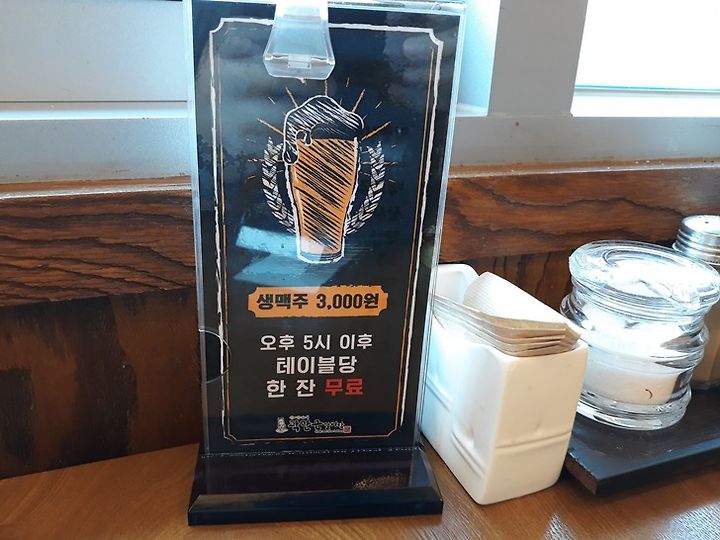 생맥주 3,000원
오후 5시 이후
테이블당
한 잔 무료